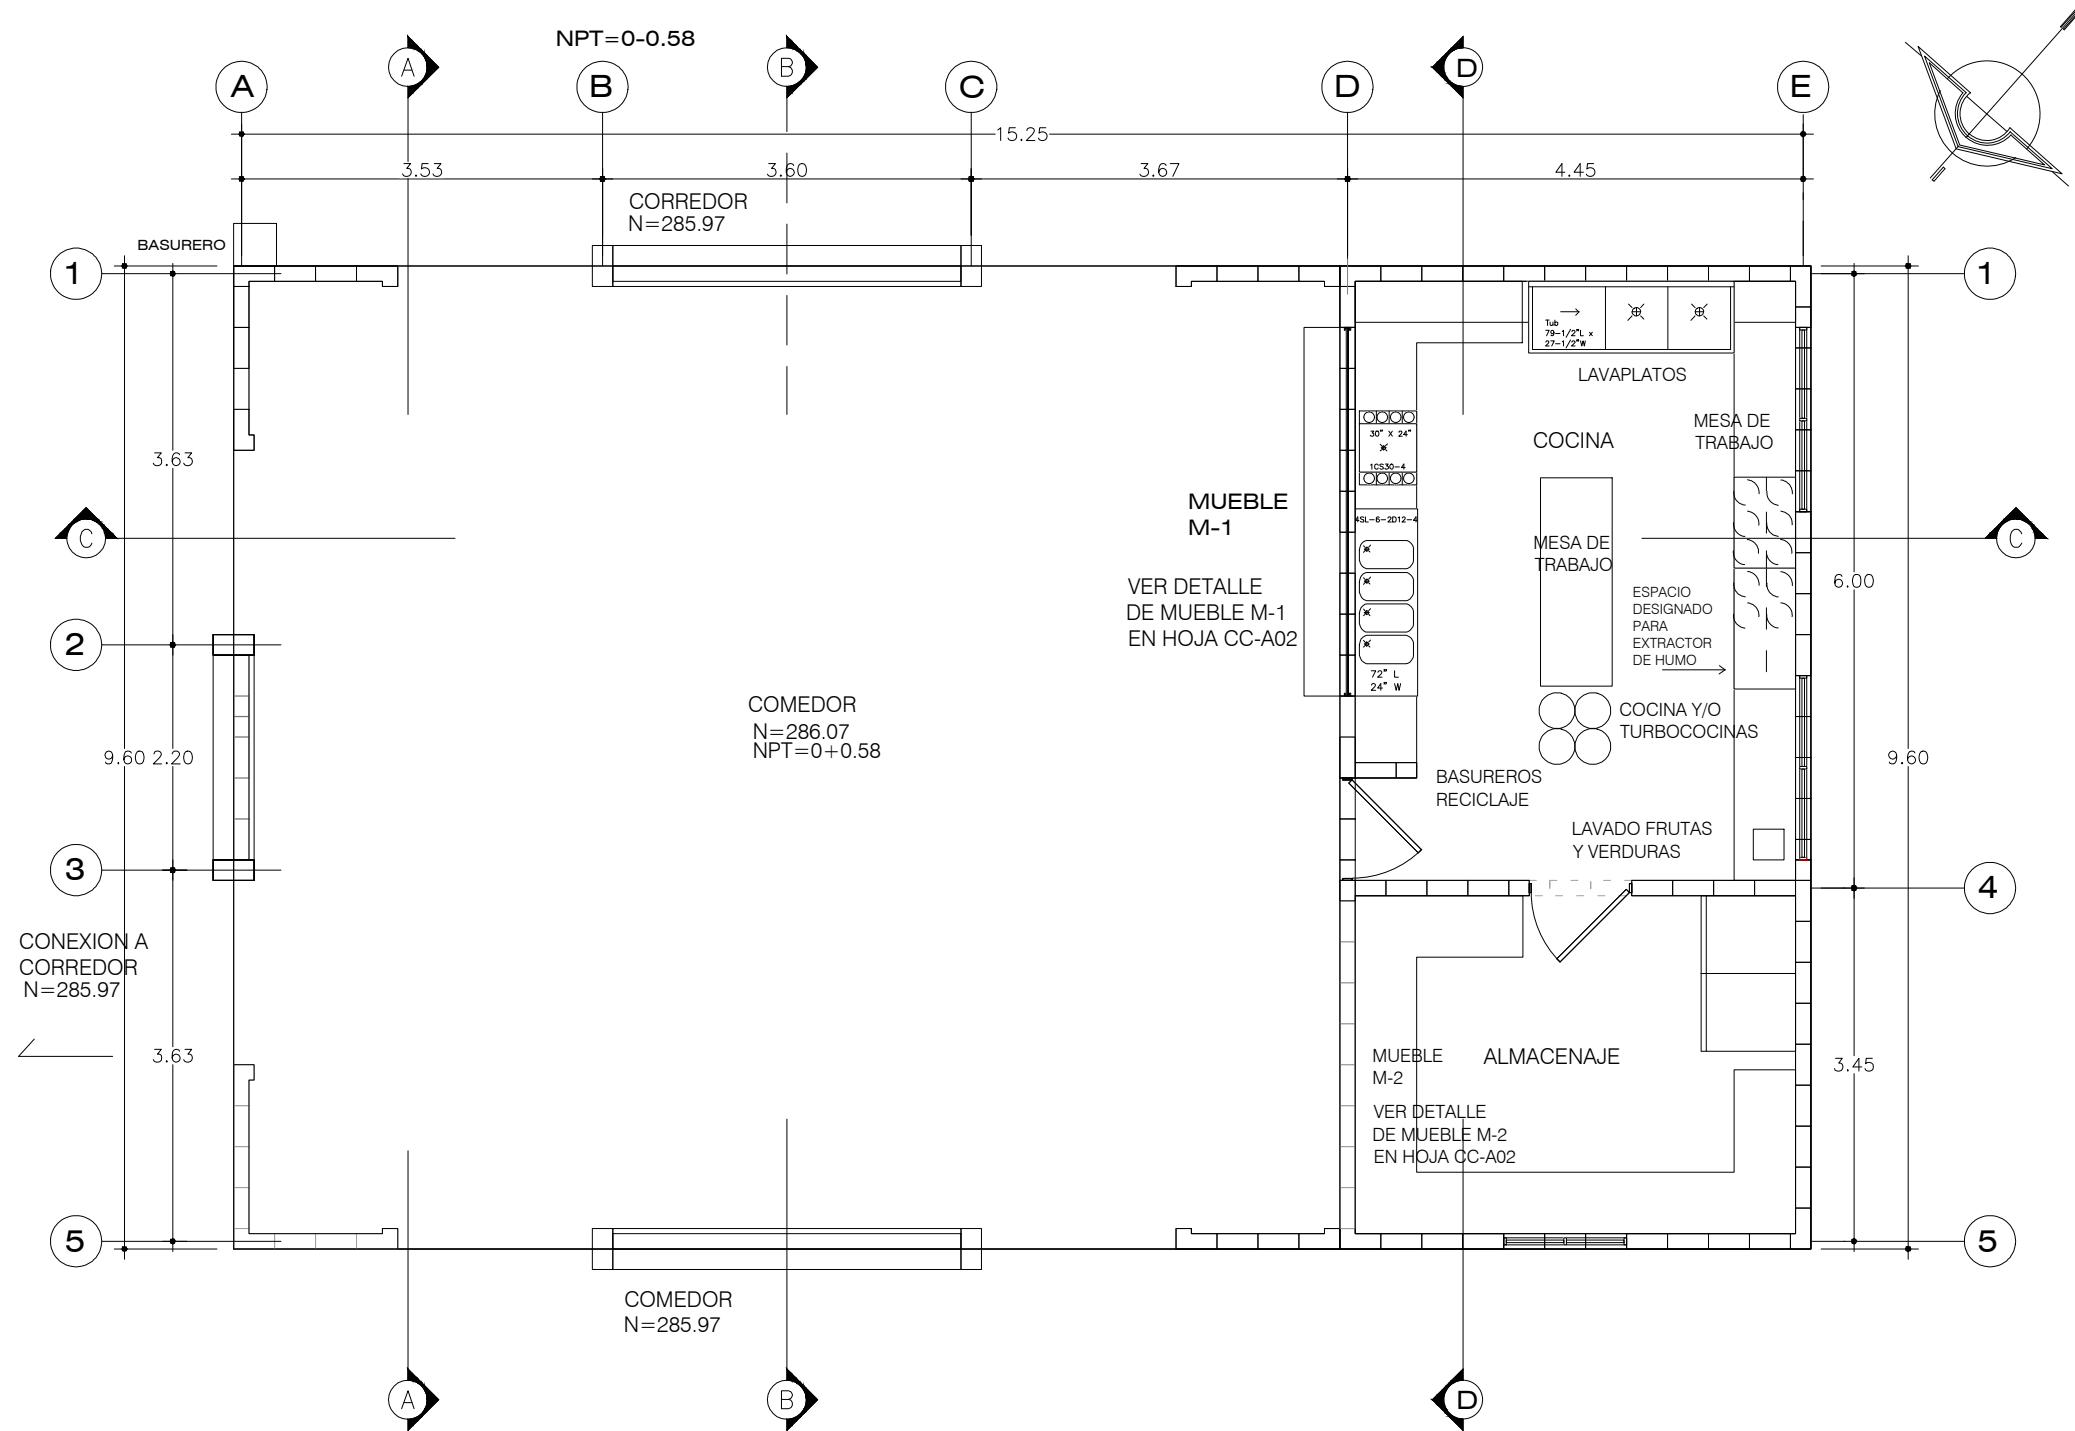 NPT=0-0.58
A
B
D
A
B
C
D
E
15.25
3.53
3.60
3.67
4.45
CORREDOR
N=285.97
BASURERO
1
1
Tub
79-1/2"L x
27-1/2"W
LAVAPLATOS
MESA DE
TRABAJO
COCINA
30" X 24"
1CS30-4
3.63
MUEBLE
M-1
4SL-6-2D12-4
C
C
MESA DE
TRABAJO
VER DETALLE
DE MUEBLE M-1
EN HOJA CC-A02
6.00
ESPACIO
DESIGNADO
PARA
EXTRACTOR
DE HUMO
2
72" L
24" W
COMEDOR
N=286.07
NPT=0+0.58
COCINA Y/O
TURBOCOCINAS
9.60
2.20
9.60
BASUREROS
RECICLAJE
LAVADO FRUTAS
Y VERDURAS
3
4
CONEXION A
CORREDOR
N=285.97
3.63
MUEBLE
M-2
ALMACENAJE
3.45
VER DETALLE
DE MUEBLE M-2
EN HOJA CC-A02
5
5
COMEDOR
N=285.97
A
B
D